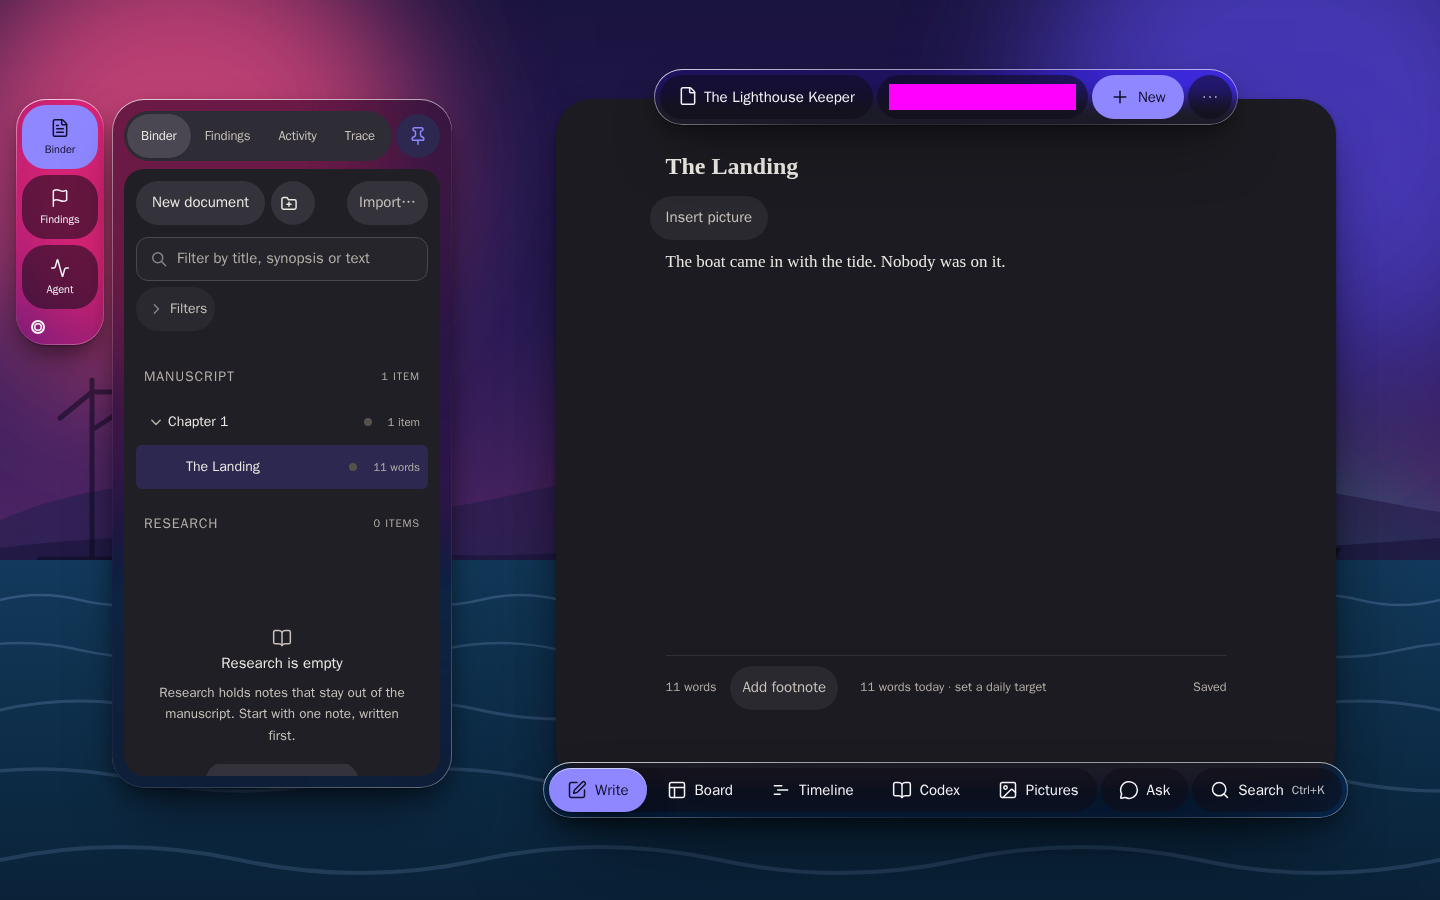 The Lighthouse Keeper
New
Binder
Findings
Agent
Binder Findings Activity Trace
New document
Import···
Filter by title, synopsis or text
Filters
MANUSCRIPT 1 ITEM
Chapter 1 1 item
The Landing 11 words
RESEARCH 0 ITEMS
Research is empty
Research holds notes that stay out of the
manuscript. Start with one note, written
first.
The Landing
Insert picture
The boat came in with the tide. Nobody was on it.
11 words Add footnote 11 words today · set a daily target Saved
Write Board Timeline Codex Pictures Ask Search Ctrl+K